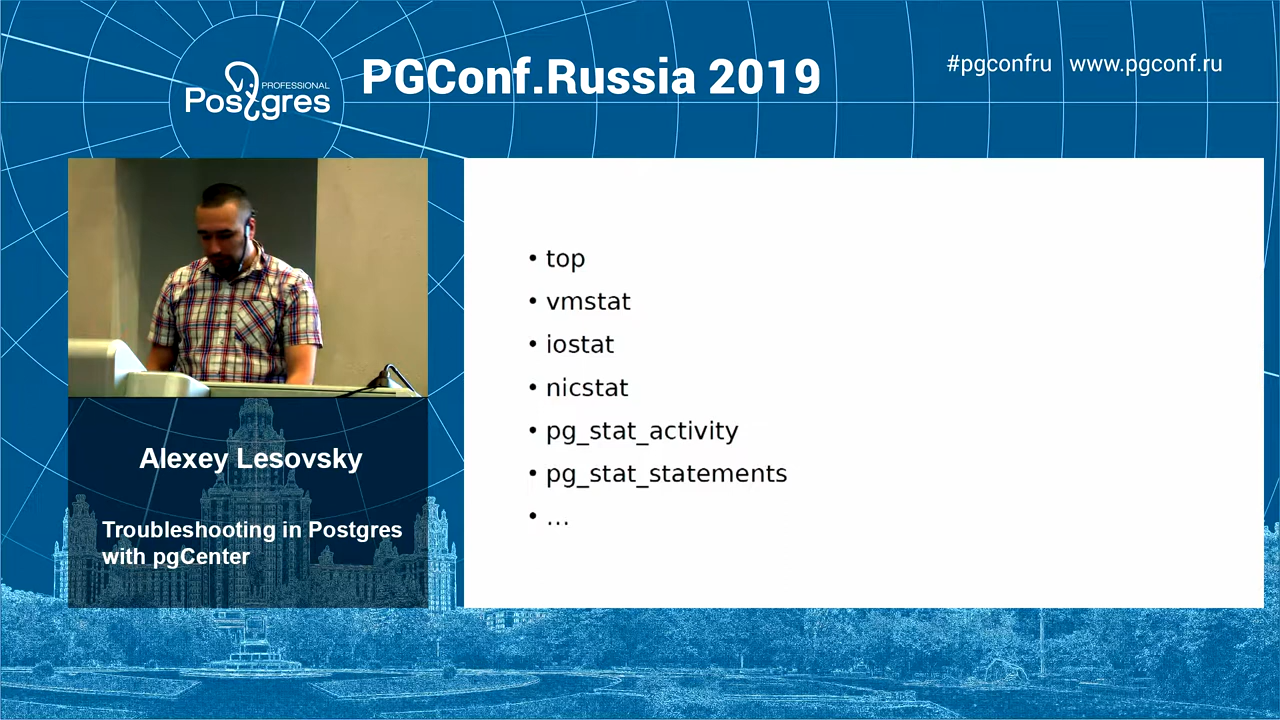 PROFESSIONAL
Postgres
PGConf.Russia 2019
#pgconfru www.pgconf.ru
• top
• vmstat
• iostat
• nicstat
• pg_stat_activity
• pg_stat_statements
• ...
Alexey Lesovsky
Troubleshooting in Postgres
with pgCenter